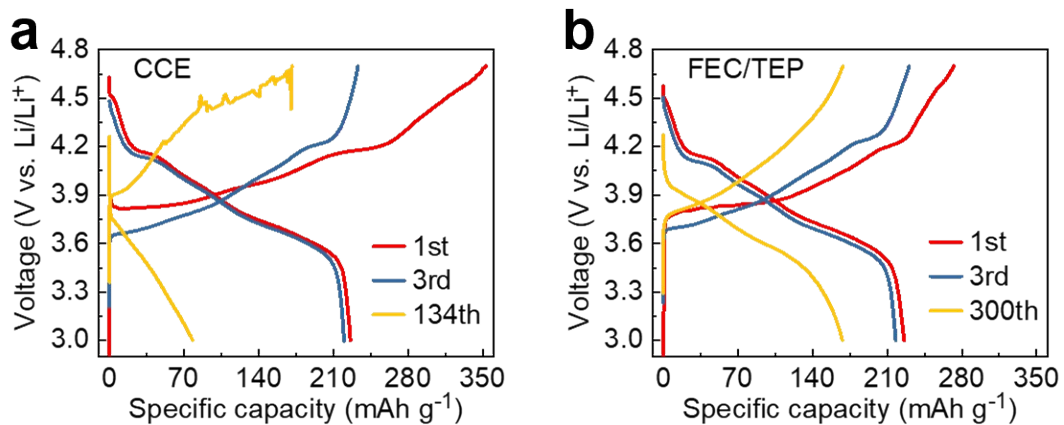 a
CCE
Voltage (V vs. Li/Li⁺)
4.8
4.5
4.2
3.9
3.6
3.3
3.0
1st
3rd
134th
0 70 140 210 280 350
Specific capacity (mAh g⁻¹)
b
FEC/TEP
Voltage (V vs. Li/Li⁺)
4.8
4.5
4.2
3.9
3.6
3.3
3.0
1st
3rd
300th
0 70 140 210 280 350
Specific capacity (mAh g⁻¹)